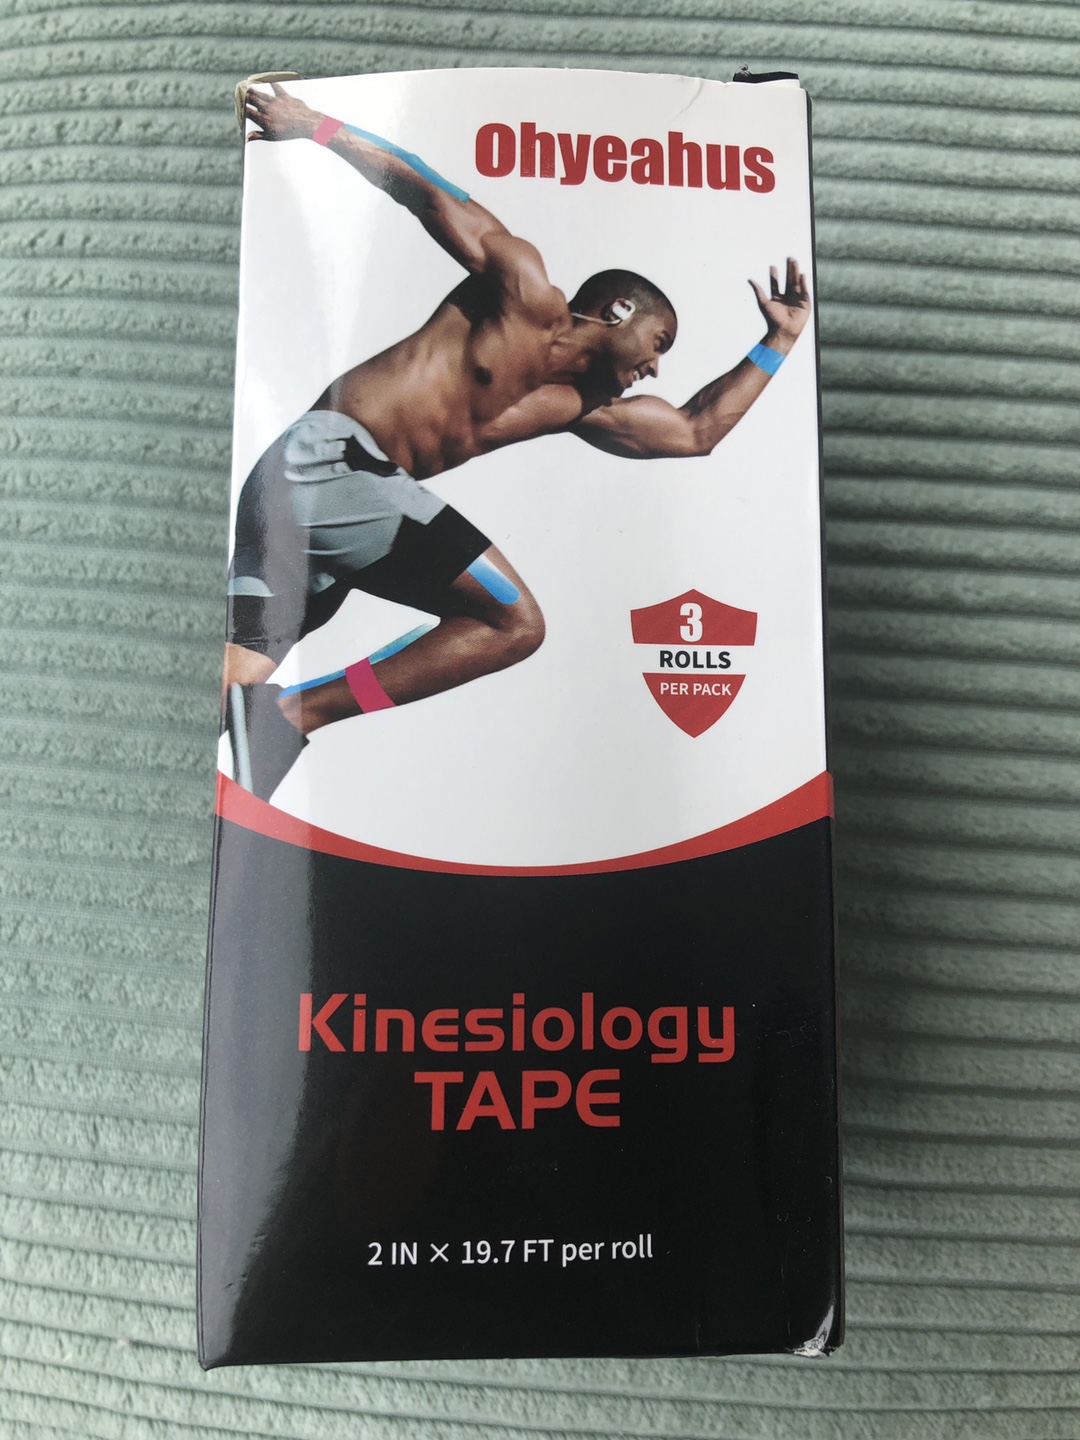 Ohyeahus
3
ROLLS
PER PACK
Kinesiology
TAPE
2 IN × 19.7 FT per roll